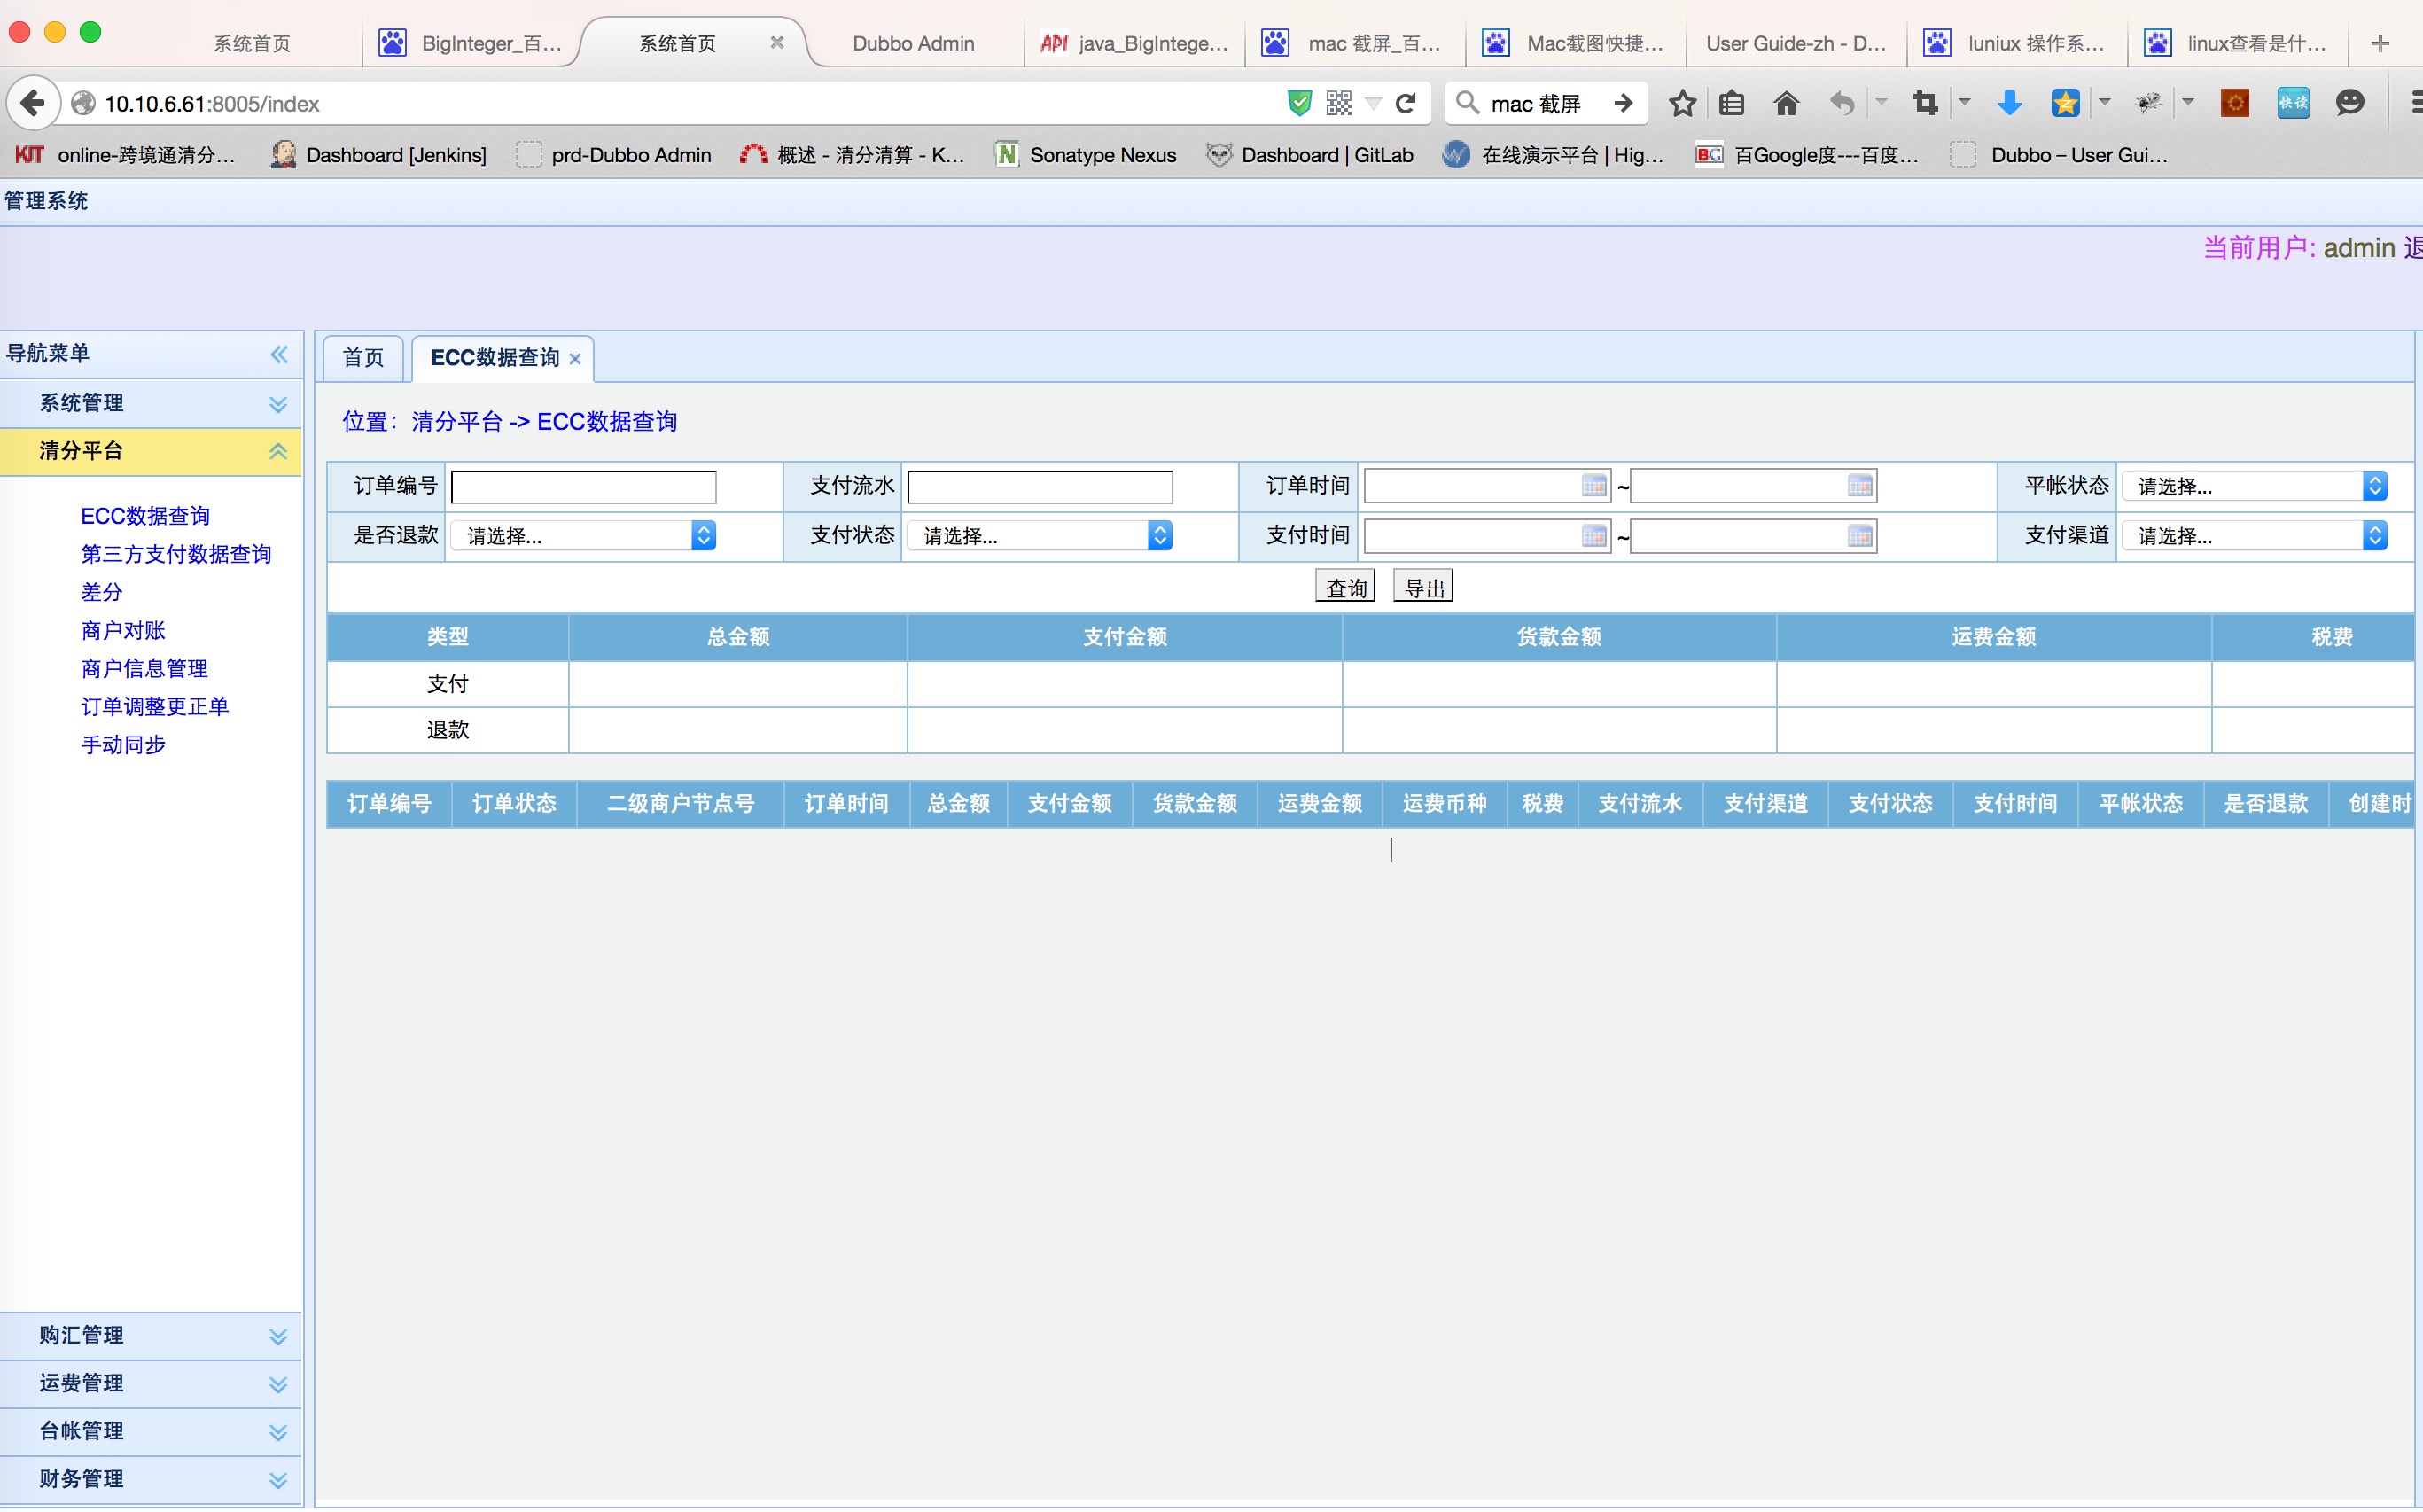 系统首页 BigInteger_百... 系统首页 Dubbo Admin API java_BigIntege... mac 截屏_百... Mac截图快捷... User Guide-zh - D... luniux 操作系... linux查看是什...
10.10.6.61:8005/index mac 截屏 快读
KJT online-跨境通清分... Dashboard [Jenkins] prd-Dubbo Admin 概述 - 清分清算 - K... N Sonatype Nexus Dashboard | GitLab 在线演示平台 | Hig... BG 百Google度---百度... Dubbo – User Gui...
管理系统
当前用户: admin 退
导航菜单
系统管理
清分平台
ECC数据查询
第三方支付数据查询
差分
商户对账
商户信息管理
订单调整更正单
手动同步
购汇管理
运费管理
台帐管理
财务管理
首页 ECC数据查询
位置：清分平台 -> ECC数据查询
订单编号 支付流水 订单时间 ~ 平帐状态 请选择...
是否退款 请选择... 支付状态 请选择... 支付时间 ~ 支付渠道 请选择...
查询 导出
类型 总金额 支付金额 货款金额 运费金额 税费
支付
退款
订单编号 订单状态 二级商户节点号 订单时间 总金额 支付金额 货款金额 运费金额 运费币种 税费 支付流水 支付渠道 支付状态 支付时间 平帐状态 是否退款 创建时